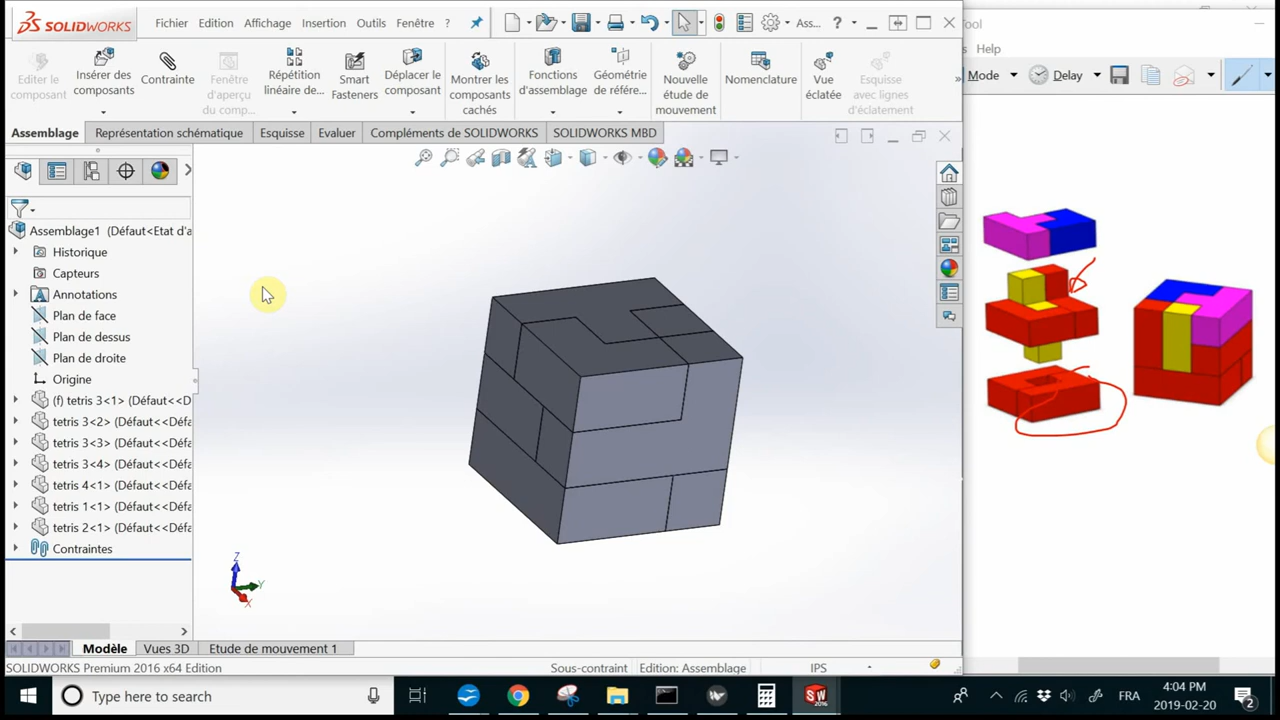 SOLIDWORKS Fichier Edition Affichage Insertion Outils Fenêtre ? Ass... ?
ool
Help
Editer le composant
Insérer des composants
Contrainte
Fenêtre d'aperçu du comp...
Répétition linéaire de...
Smart Fasteners
Déplacer le composant
Montrer les composants cachés
Fonctions d'assemblage
Géométrie de référe...
Nouvelle étude de mouvement
Nomenclature
Vue éclatée
Esquisse avec lignes d'éclatement
Mode Delay
Assemblage Représentation schématique Esquisse Evaluer Compléments de SOLIDWORKS SOLIDWORKS MBD
Assemblage1 (Défaut<Etat d'a
Historique
Capteurs
Annotations
Plan de face
Plan de dessus
Plan de droite
Origine
(f) tetris 3<1> (Défaut<<D
tetris 3<2> (Défaut<<Défa
tetris 3<3> (Défaut<<Défa
tetris 3<4> (Défaut<<Défa
tetris 4<1> (Défaut<<Défa
tetris 1<1> (Défaut<<Défa
tetris 2<1> (Défaut<<Défa
Contraintes
Z
Y
X
Modèle Vues 3D Etude de mouvement 1
SOLIDWORKS Premium 2016 x64 Edition Sous-contraint Edition: Assemblage IPS -
Type here to search SW 2016 FRA 4:04 PM
2019-02-20 2